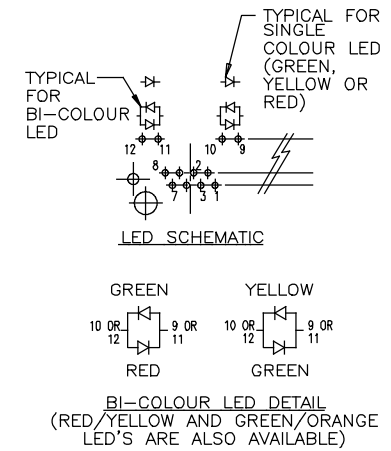 TYPICAL FOR
SINGLE
COLOUR LED
(GREEN,
YELLOW OR
RED)
TYPICAL
FOR
BI-COLOUR
LED
12 11 10 9
8 2
7 3 1
LED SCHEMATIC
GREEN YELLOW
10 OR 9 OR 10 OR 9 OR
12 11 12 11
RED GREEN
BI-COLOUR LED DETAIL
(RED/YELLOW AND GREEN/ORANGE
LED'S ARE ALSO AVAILABLE)